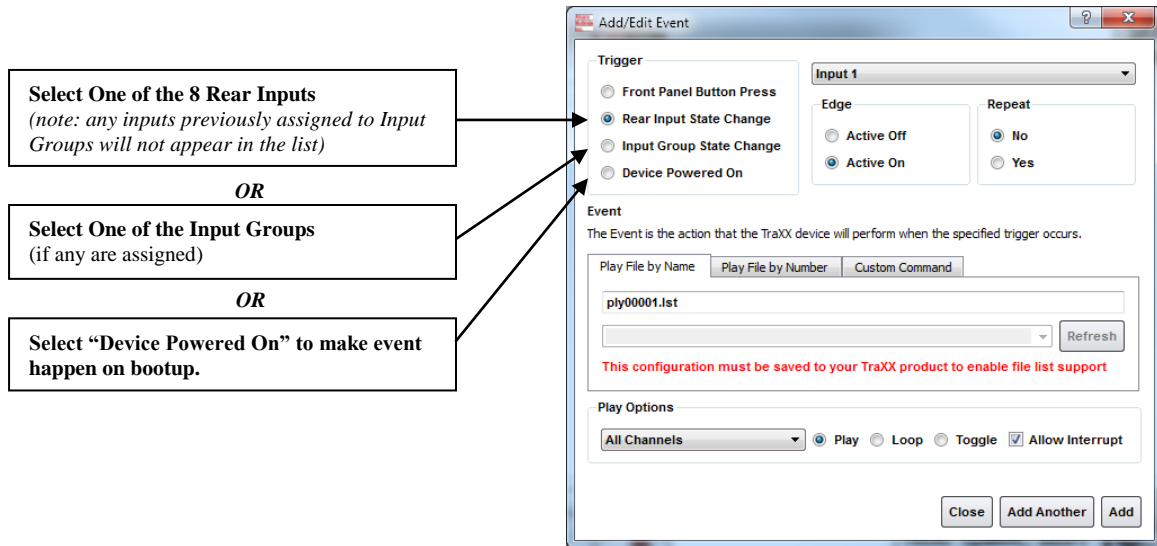 Select One of the 8 Rear Inputs
(note: any inputs previously assigned to Input
Groups will not appear in the list)
OR
Select One of the Input Groups
(if any are assigned)
OR
Select “Device Powered On” to make event
happen on bootup.
Add/Edit Event
Trigger
Front Panel Button Press
Rear Input State Change
Input Group State Change
Device Powered On
Input 1
Edge
Active Off
Active On
Repeat
No
Yes
Event
The Event is the action that the TraXX device will perform when the specified trigger occurs.
Play File by Name
Play File by Number
Custom Command
ply00001.lst
Refresh
This configuration must be saved to your TraXX product to enable file list support
Play Options
All Channels
Play
Loop
Toggle
Allow Interrupt
Close
Add Another
Add